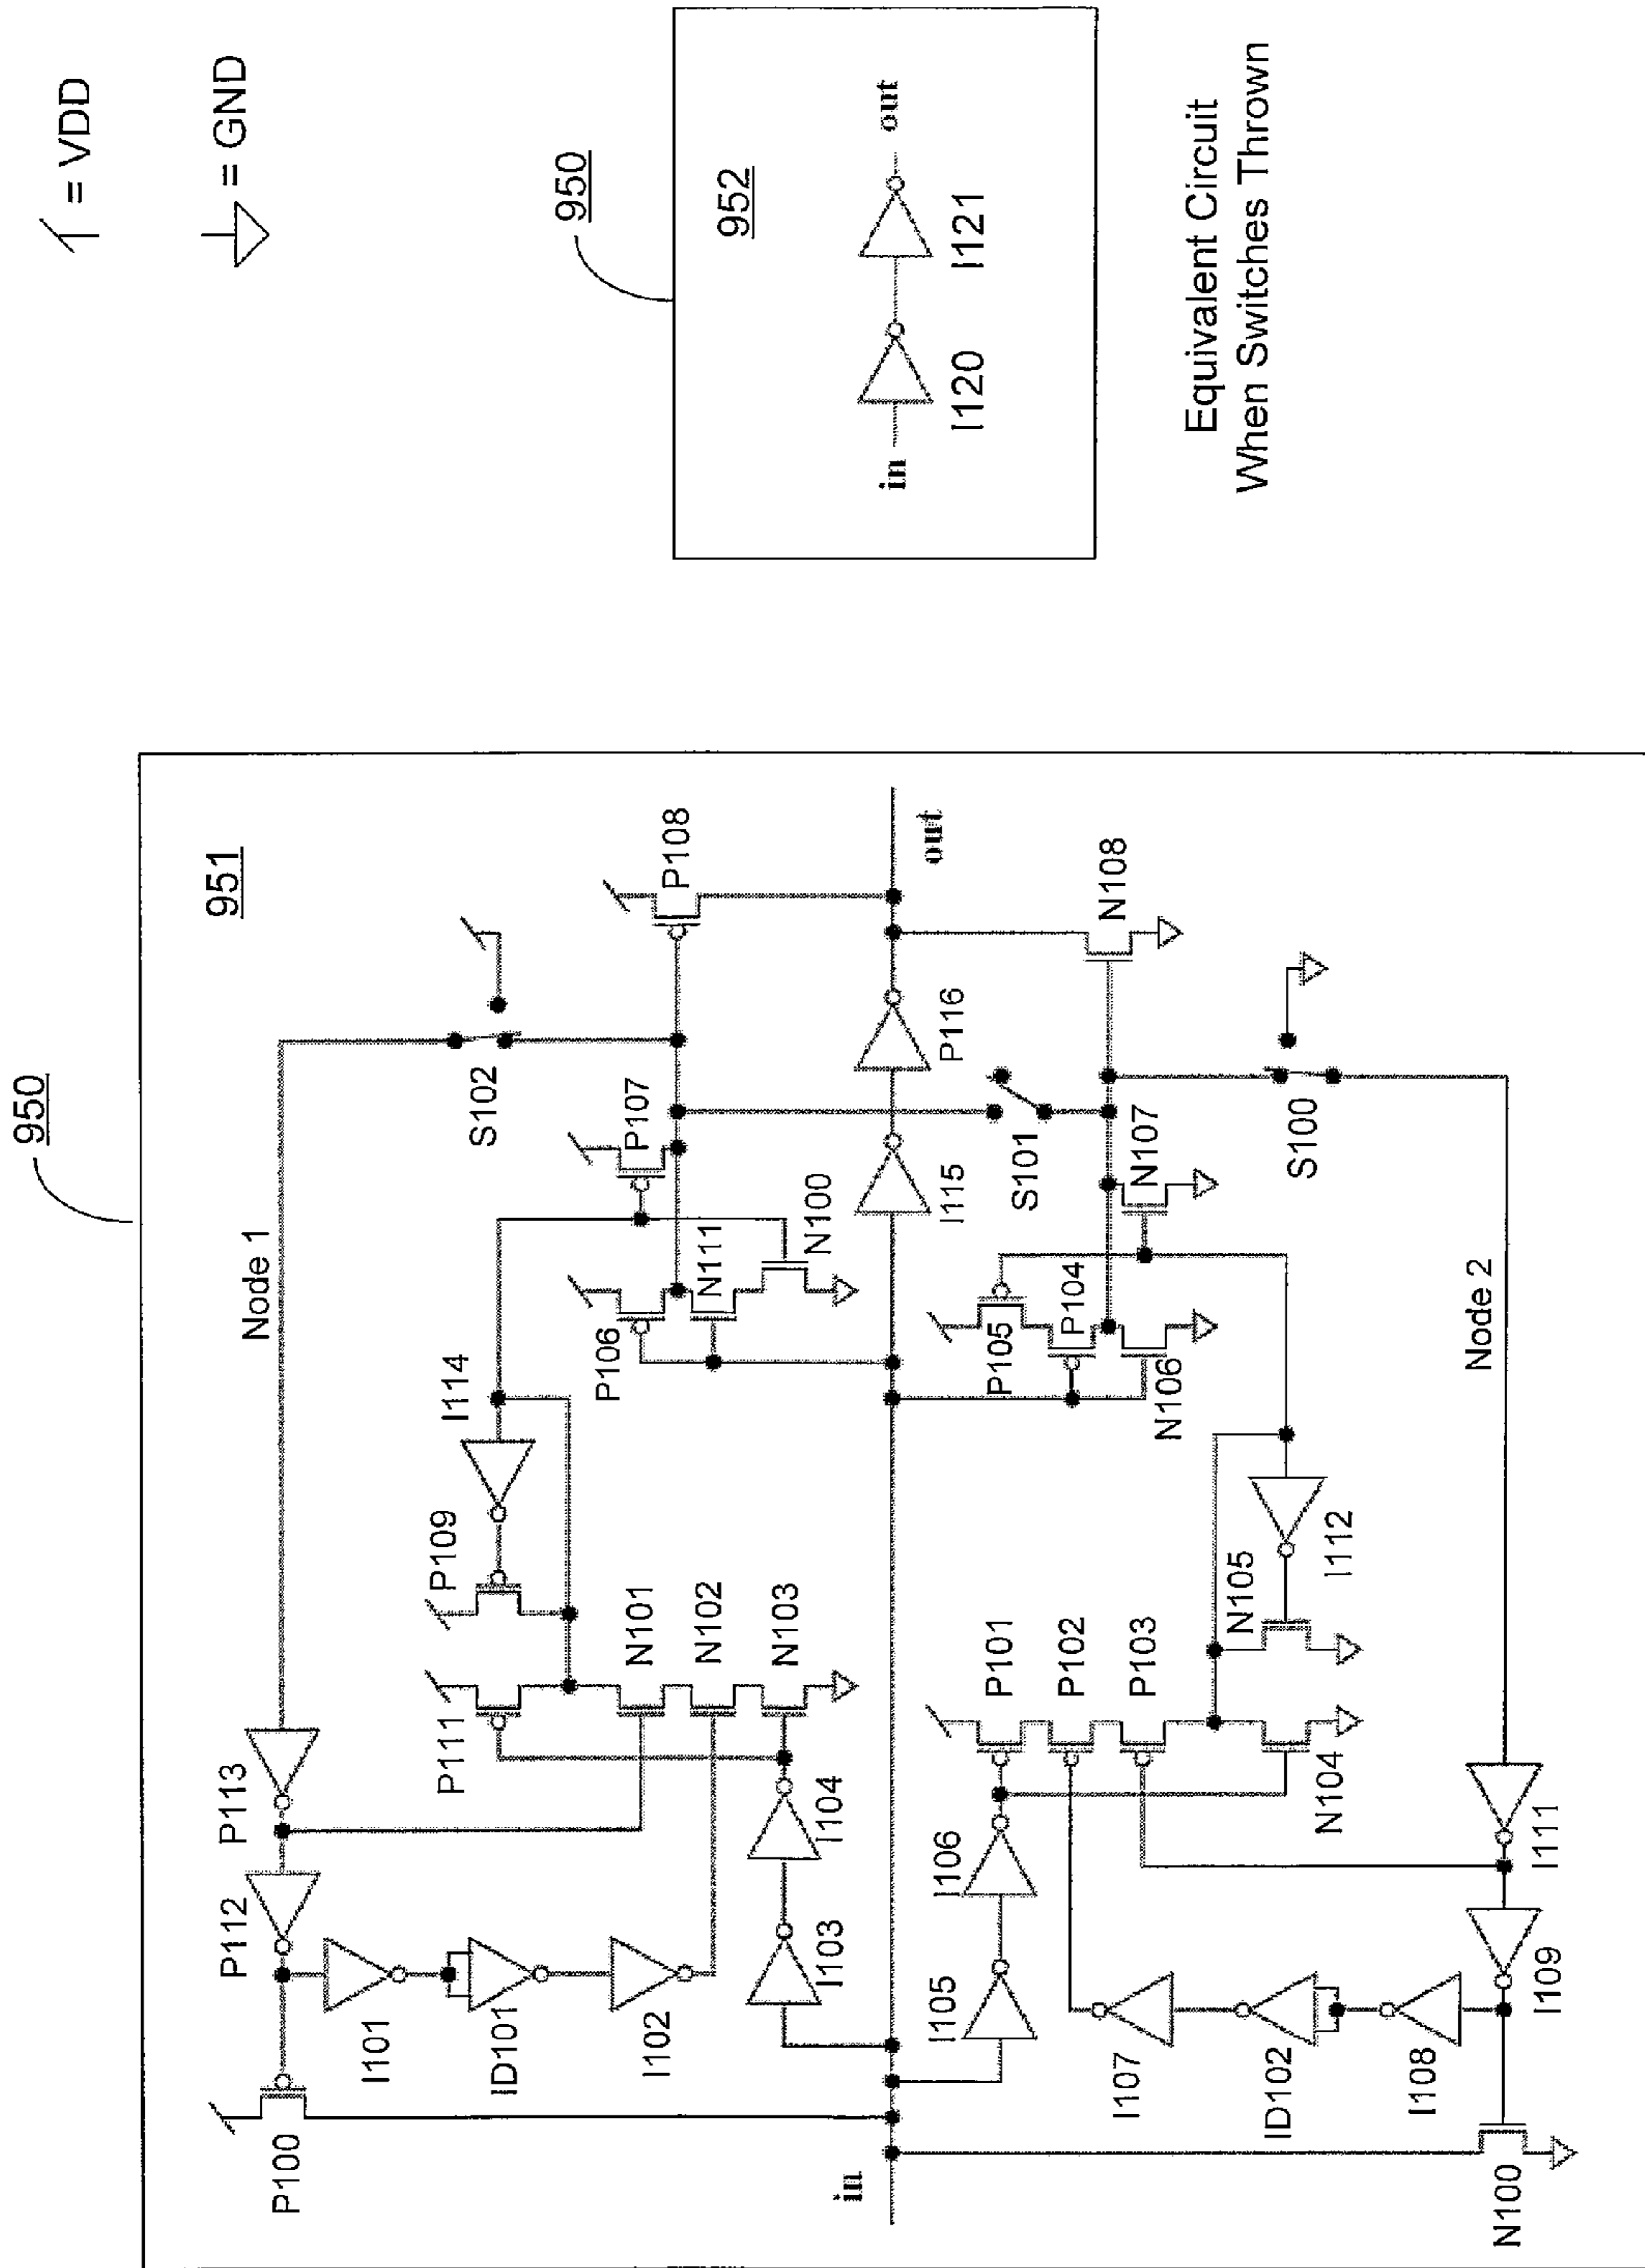 = VDD
= GND
950
951
Node 1
P113
P112
P100
I101
ID101
I102
I103
I104
P111
P109
I114
N101
N102
N103
P106
N111
N100
P107
S102
P108
in
out
I115
P116
S101
I105
I106
P101
P102
P103
N104
N105
I112
P105
P104
N106
N107
N108
S100
Node 2
I107
ID102
I108
I109
I111
N100
950
952
in
out
I120
I121
Equivalent Circuit
When Switches Thrown